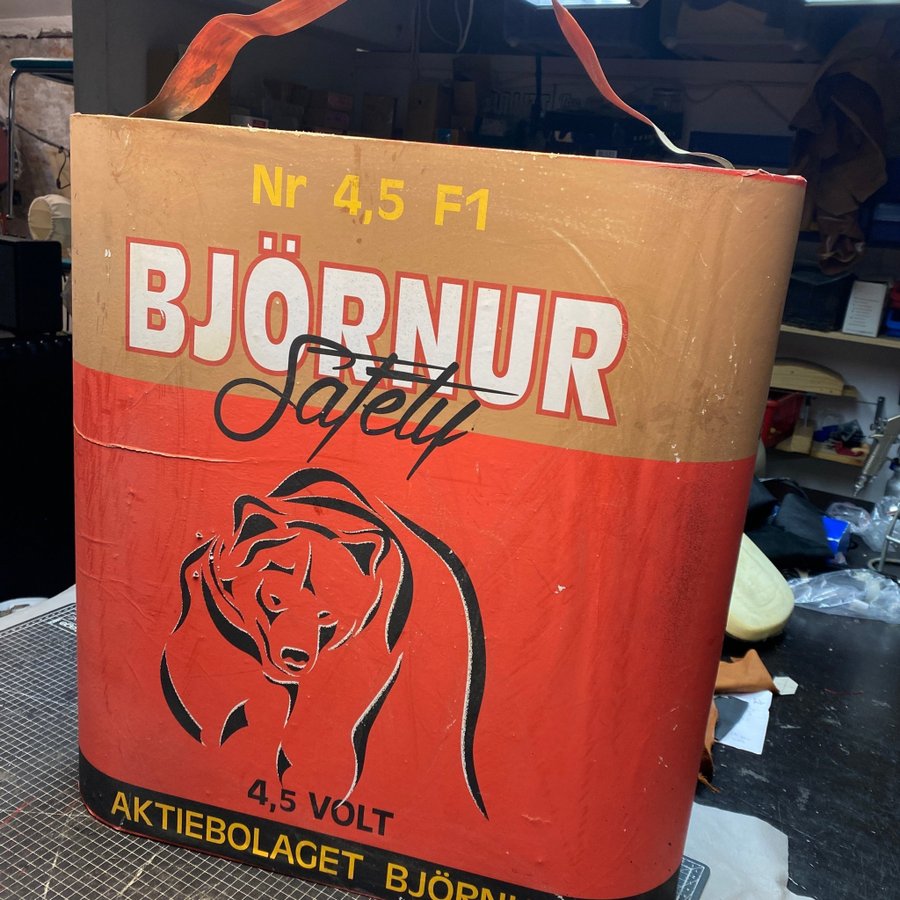 Nr 4,5 F1
BJÖRNUR
Safety
4,5 VOLT
AKTIEBOLAGET